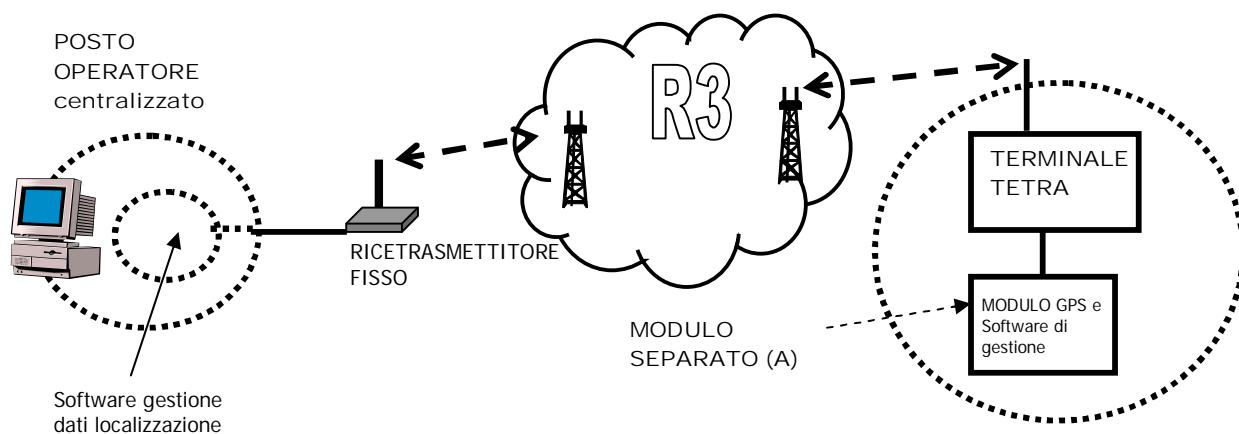 POSTO
OPERATORE
centralizzato
R3
TERMINALE
TETRA
RICETRASMETTITORE
FISSO
MODULO GPS e
Software di
gestione
MODULO
SEPARATO (A)
Software gestione
dati localizzazione